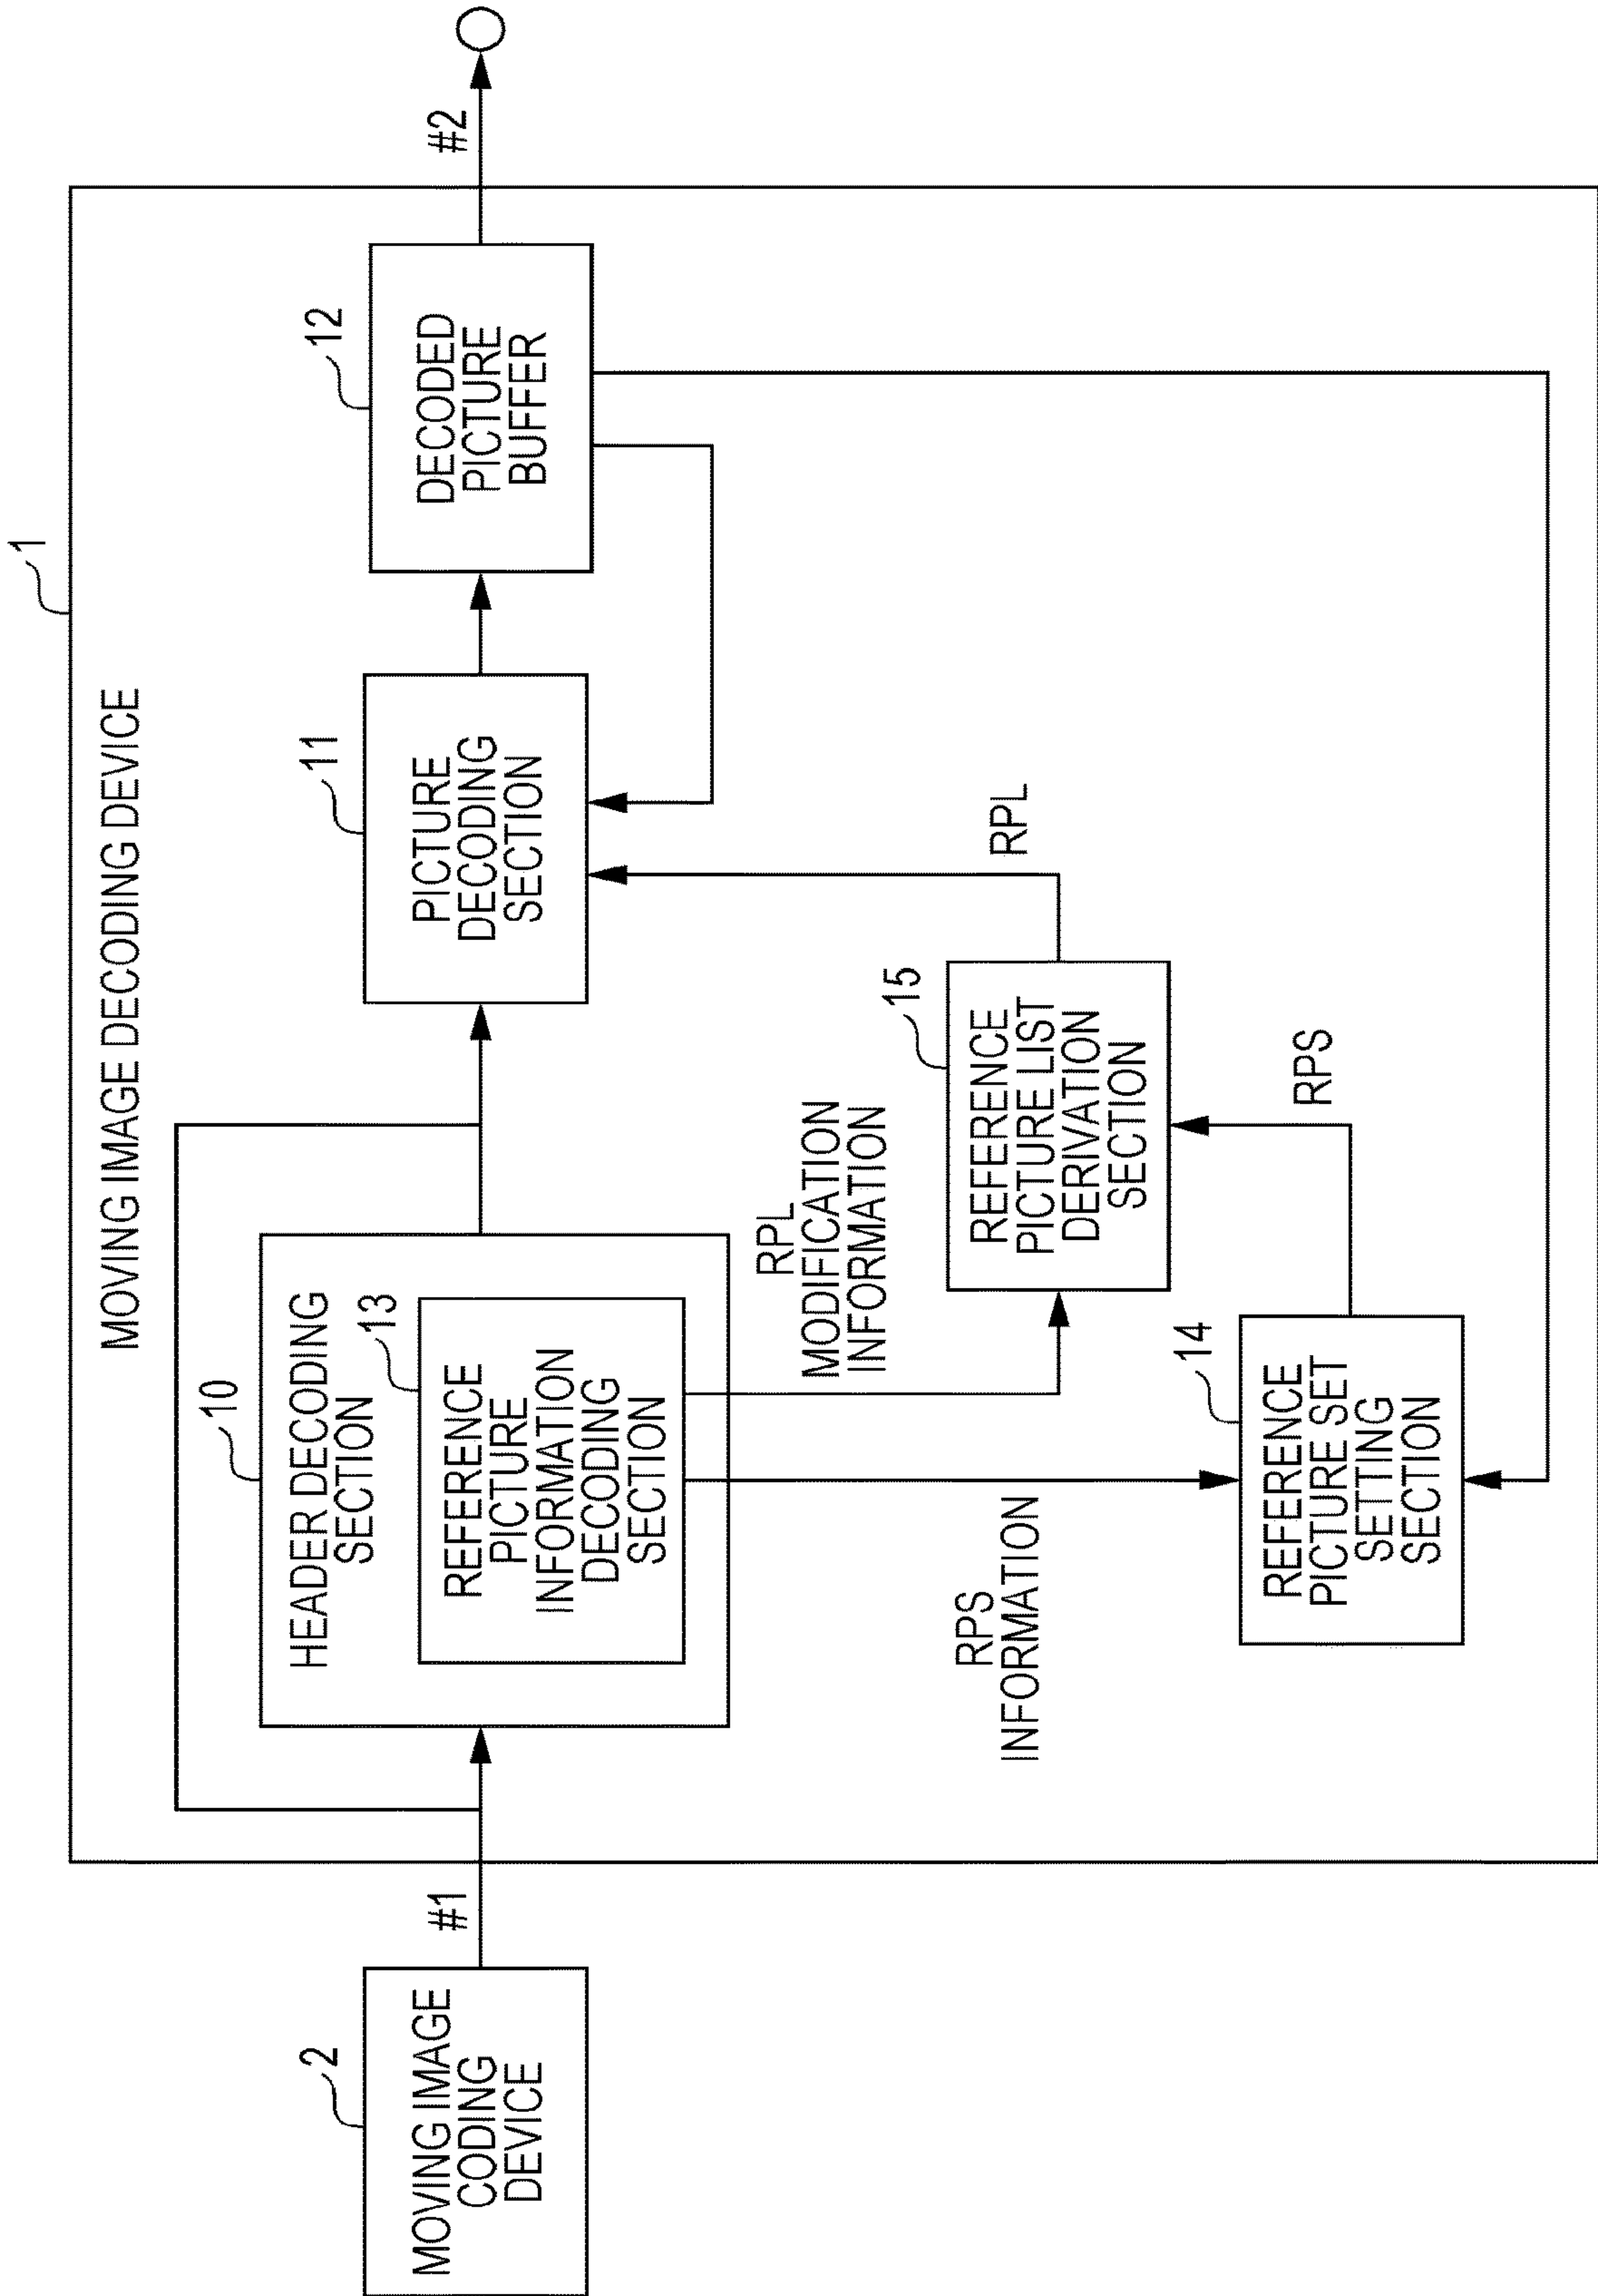 1
MOVING IMAGE DECODING DEVICE
2
MOVING IMAGE
CODING
DEVICE
#1
10
HEADER DECODING
SECTION
13
REFERENCE
PICTURE
INFORMATION
DECODING
SECTION
11
PICTURE
DECODING
SECTION
12
DECODED
PICTURE
BUFFER
#2
RPL
MODIFICATION
INFORMATION
15
REFERENCE
PICTURE LIST
DERIVATION
SECTION
RPL
RPS
INFORMATION
14
REFERENCE
PICTURE SET
SETTING
SECTION
RPS